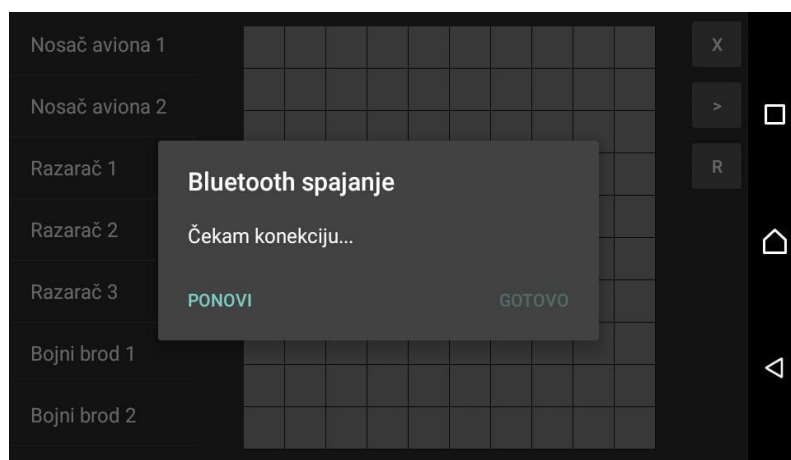 Nosač aviona 1
Nosač aviona 2
Razarač 1
Razarač 2
Razarač 3
Bojni brod 1
Bojni brod 2
Bluetooth spajanje
Čekam konekciju...
PONOVI GOTOVO
X
>
R